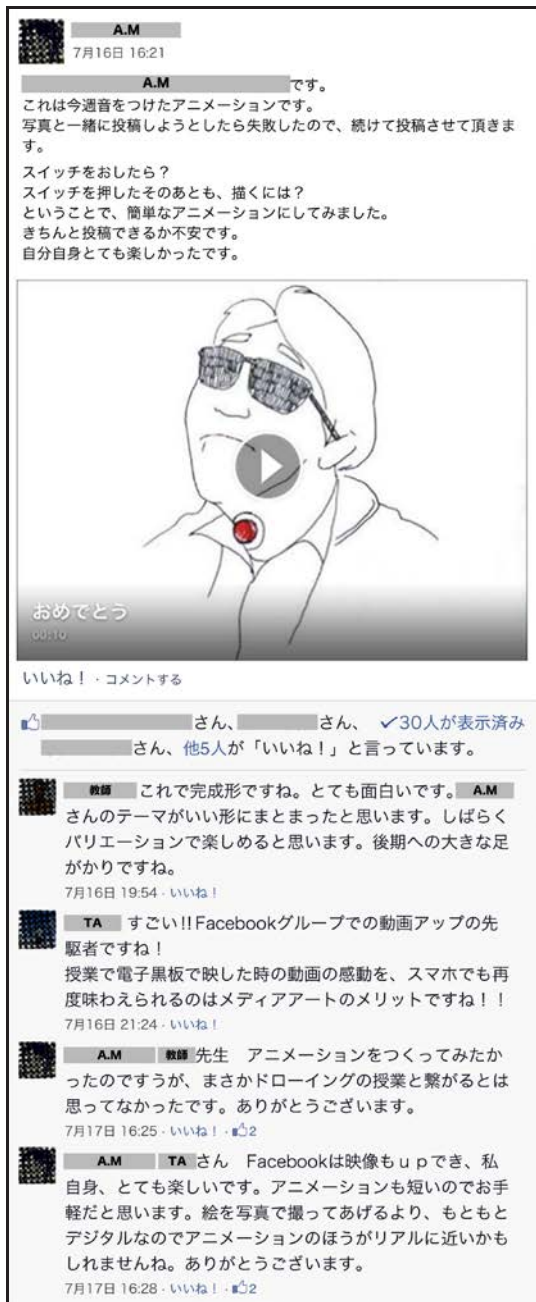 A.M
7月16日 16:21
A.M です。
これは今週音をつけたアニメーションです。
写真と一緒に投稿しようとしたら失敗したので、続けて投稿させて頂きま
す。
スイッチをおしたら？
スイッチを押したそのあとも、描くには？
ということで、簡単なアニメーションにしてみました。
きちんと投稿できるか不安です。
自分自身とても楽しかったです。
おめでとう
00:10
いいね！ · コメントする
さん、 さん、 ✓30人が表示済み
さん、他5人が「いいね！」と言っています。
教師 これで完成形ですね。とても面白いです。 A.M
さんのテーマがいい形にまとまったと思います。しばらく
バリエーションで楽しめると思います。後期への大きな足
がかりですね。
7月16日 19:54 · いいね！
TA すごい!!Facebookグループでの動画アップの先
駆者ですね！
授業で電子黒板で映した時の動画の感動を、スマホでも再
度味わえられるのはメディアアートのメリットですね！！
7月16日 21:24 · いいね！
A.M 教師 先生　アニメーションをつくってみたか
ったのですうが、まさかドローイングの授業と繋がるとは
思ってなかったです。ありがとうございます。
7月17日 16:25 · いいね！ · 2
A.M TA さん　Facebookは映像もｕｐでき、私
自身、とても楽しいです。アニメーションも短いのでお手
軽だと思います。絵を写真で撮ってあげるより、もともと
デジタルなのでアニメーションのほうがリアルに近いかも
しれませんね。ありがとうございます。
7月17日 16:28 · いいね！ · 2